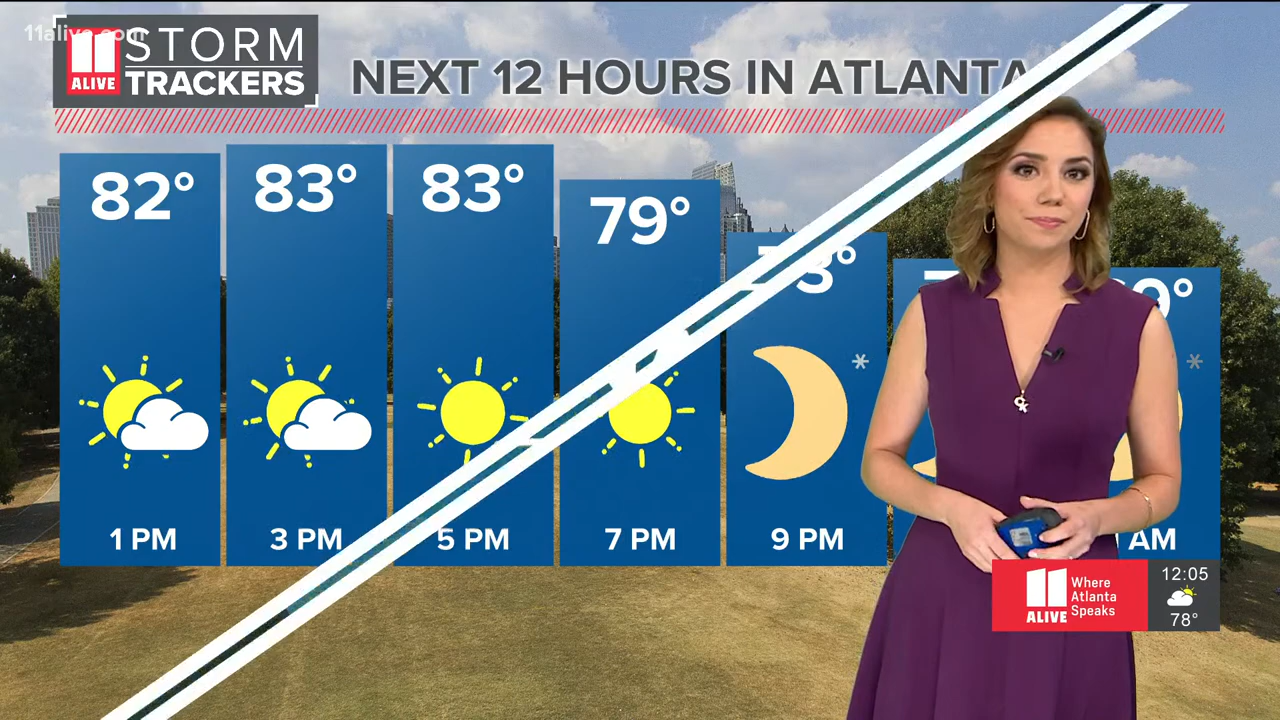 11alive.com
11
ALIVE
STORM
TRACKERS
NEXT 12 HOURS IN ATLANTA
82° 83° 83° 79°
1 PM 3 PM 5 PM 7 PM 9 PM AM
11
ALIVE
Where
Atlanta
Speaks
12:05
78°